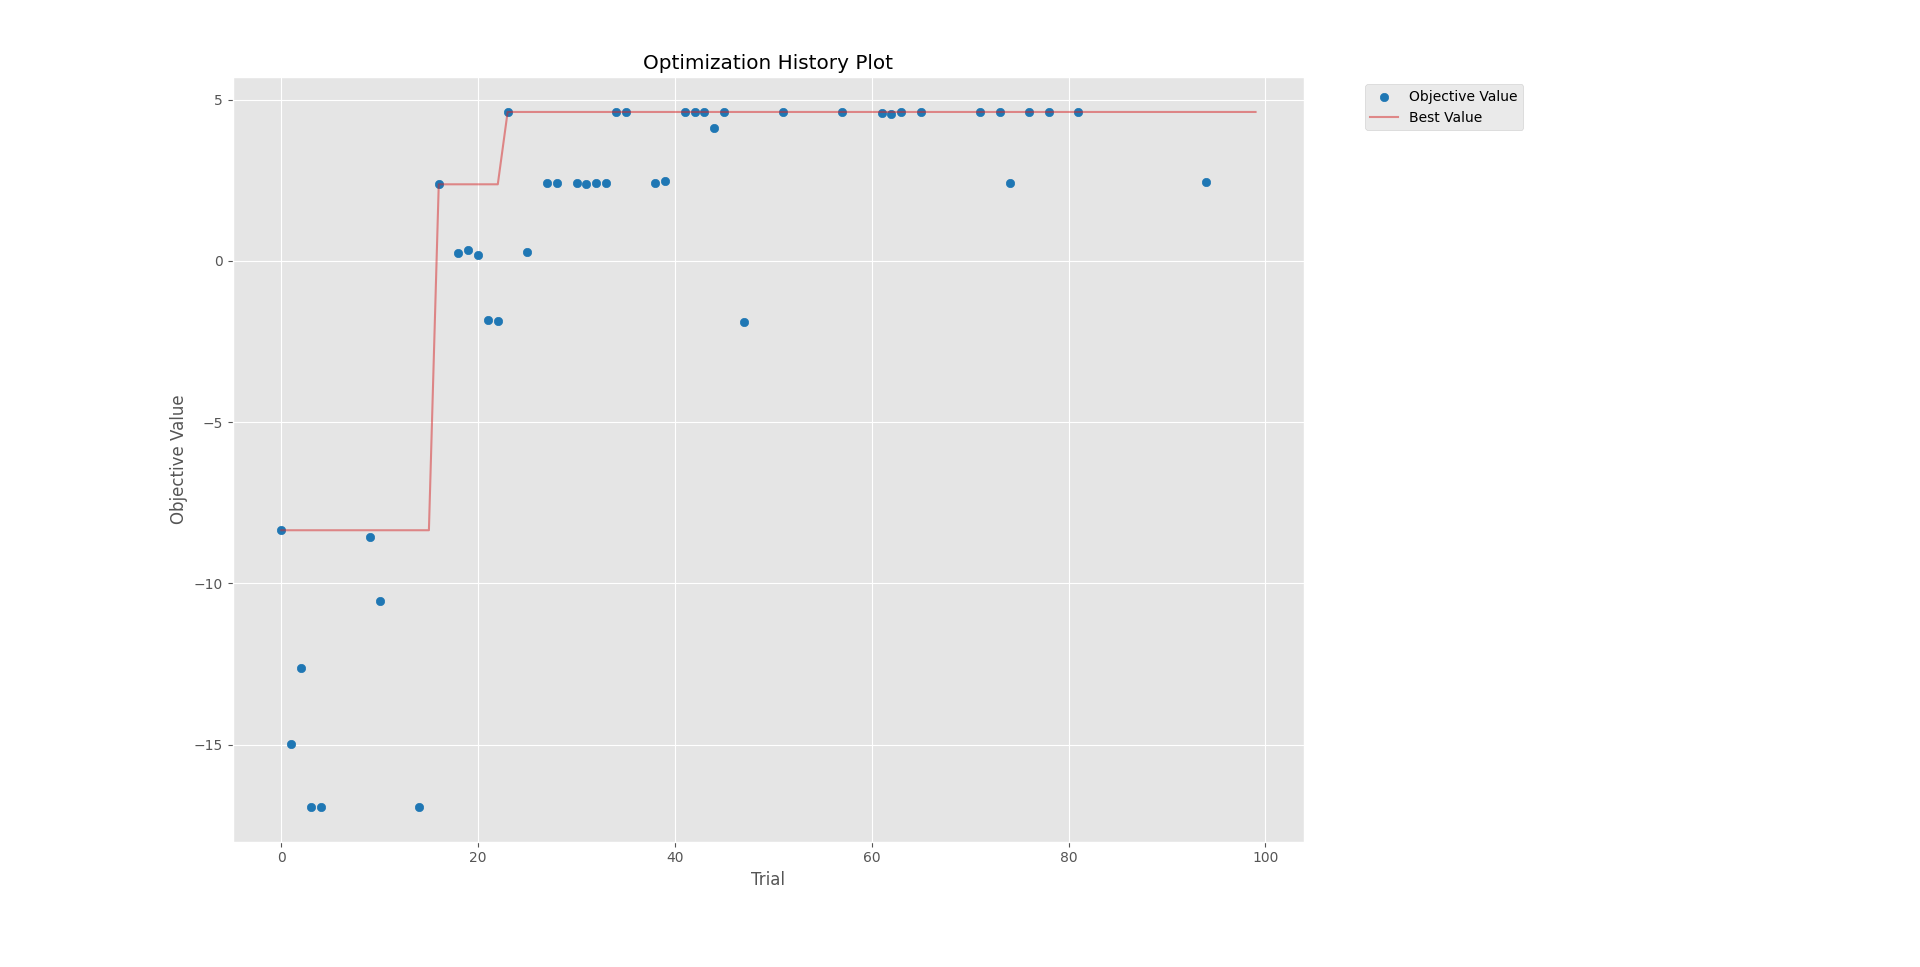 Optimization History Plot
Objective Value
Best Value
5
0
−5
−10
−15
Objective Value
0 20 40 60 80 100
Trial